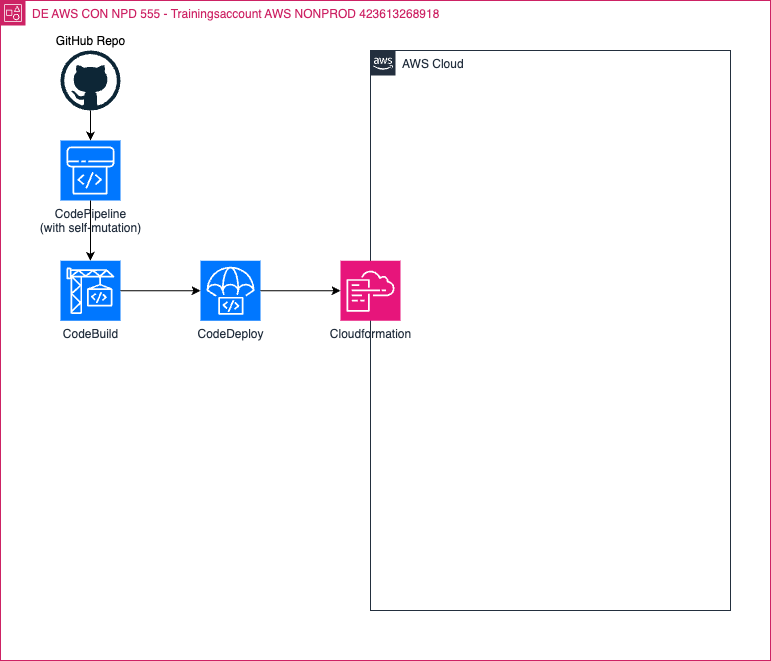 DE AWS CON NPD 555 - Trainingsaccount AWS NONPROD 423613268918
GitHub Repo
aws
AWS Cloud
</>
CodePipeline
(with self-mutation)
</>
</>
CodeBuild
CodeDeploy
Cloudformation